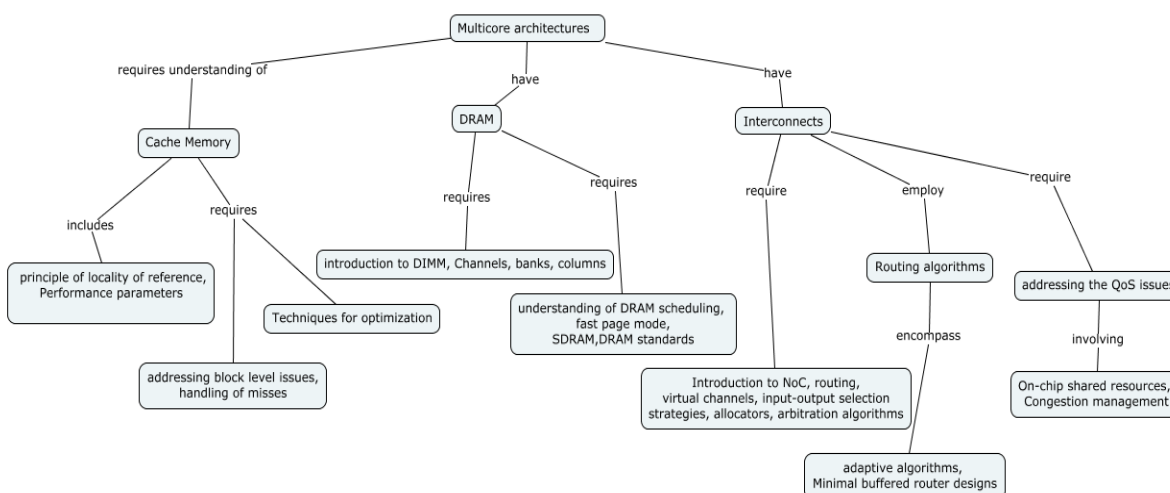 Multicore architectures
requires understanding of
have
have
Cache Memory
DRAM
Interconnects
includes
requires
requires
requires
require
employ
require
principle of locality of reference,
Performance parameters
Techniques for optimization
addressing block level issues,
handling of misses
introduction to DIMM, Channels, banks, columns
understanding of DRAM scheduling,
fast page mode,
SDRAM,DRAM standards
Introduction to NoC, routing,
virtual channels, input-output selection
strategies, allocators, arbitration algorithms
Routing algorithms
encompass
adaptive algorithms,
Minimal buffered router designs
addressing the QoS issues
involving
On-chip shared resources,
Congestion management